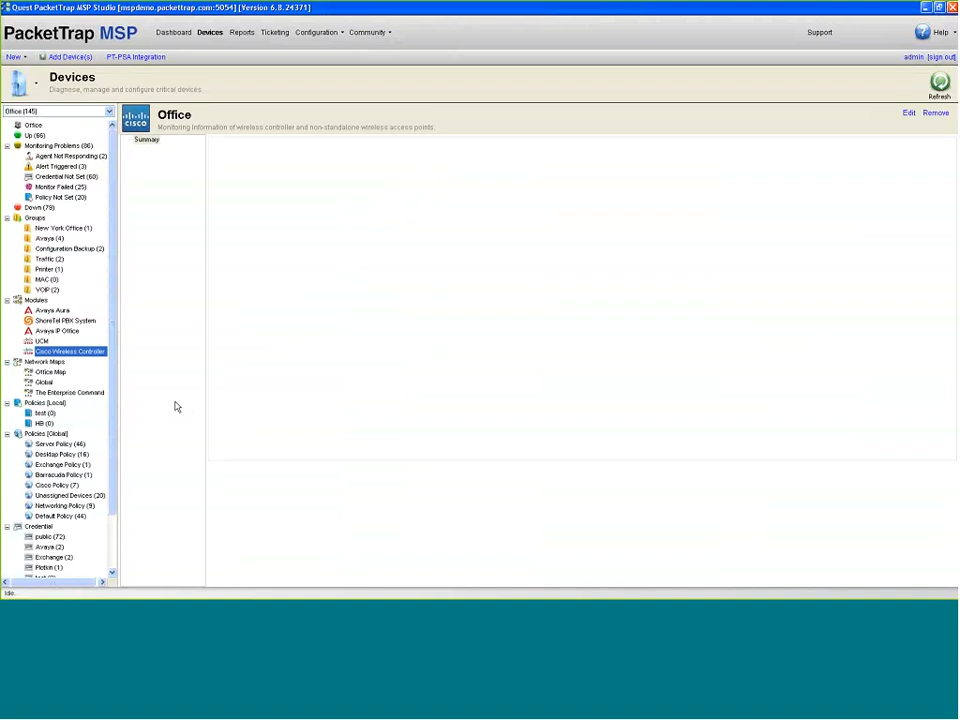 Quest PacketTrap MSP Studio [mspdemo.packettrap.com:5054] [Version 6.8.24371]
PacketTrap MSP
Dashboard Devices Reports Ticketing Configuration Community Support Help
New Add Device(s) PT-PSA Integration admin [sign out]
Devices
Diagnose, manage and configure critical devices.
Refresh
Office [145]
CISCO
Office
Edit Remove
Monitoring Information of wireless controller and non-standalone wireless access points.
Summary
Office
Up (66)
Monitoring Problems (86)
Agent Not Responding (2)
Alert Triggered (3)
Credential Not Set (60)
Monitor Failed (25)
Policy Not Set (20)
Down (79)
Groups
New York Office (1)
Avaya (4)
Configuration Backup (2)
Traffic (2)
Printer (1)
MAC (0)
VOIP (2)
Modules
Avaya Aura
ShoreTel PBX System
Avaya IP Office
UCM
Cisco Wireless Controller
Network Maps
Office Map
Global
The Enterprise Command
Policies [Local]
test (0)
HB (0)
Policies [Global]
Server Policy (46)
Desktop Policy (16)
Exchange Policy (1)
Barracuda Policy (1)
Cisco Policy (7)
Unassigned Devices (20)
Networking Policy (9)
Default Policy (44)
Credential
public (72)
Avaya (2)
Exchange (2)
Plotkin (1)
Idle.